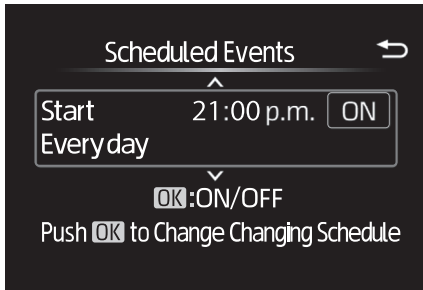 Scheduled Events
Start 21:00 p.m. ON
Everyday
OK:ON/OFF
Push OK to Change Changing Schedule